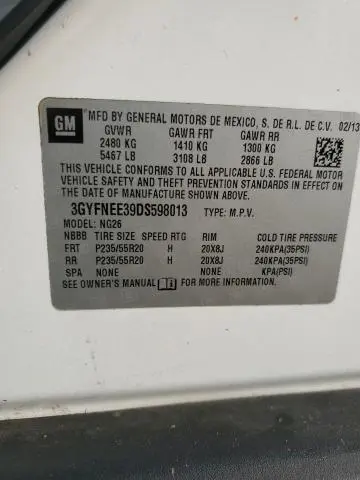 GM
MFD BY GENERAL MOTORS DE MEXICO, S. DE R.L. DE C.V. 02/13
GVWR GAWR FRT GAWR RR
2480 KG 1410 KG 1300 KG
5467 LB 3108 LB 2866 LB
THIS VEHICLE CONFORMS TO ALL APPLICABLE U.S. FEDERAL MOTOR VEHICLE SAFETY AND THEFT PREVENTION STANDARDS IN EFFECT ON THE DATE OF MANUFACTURE SHOWN ABOVE.
3GYFNEE39DS598013 TYPE: M.P.V.
MODEL: NG26
NBBB TIRE SIZE SPEED RTG RIM COLD TIRE PRESSURE
FRT P235/55R20 H 20X8J 240KPA(35PSI)
RR P235/55R20 H 20X8J 240KPA(35PSI)
SPA NONE NONE KPA(PSI)
SEE OWNER'S MANUAL FOR MORE INFORMATION.